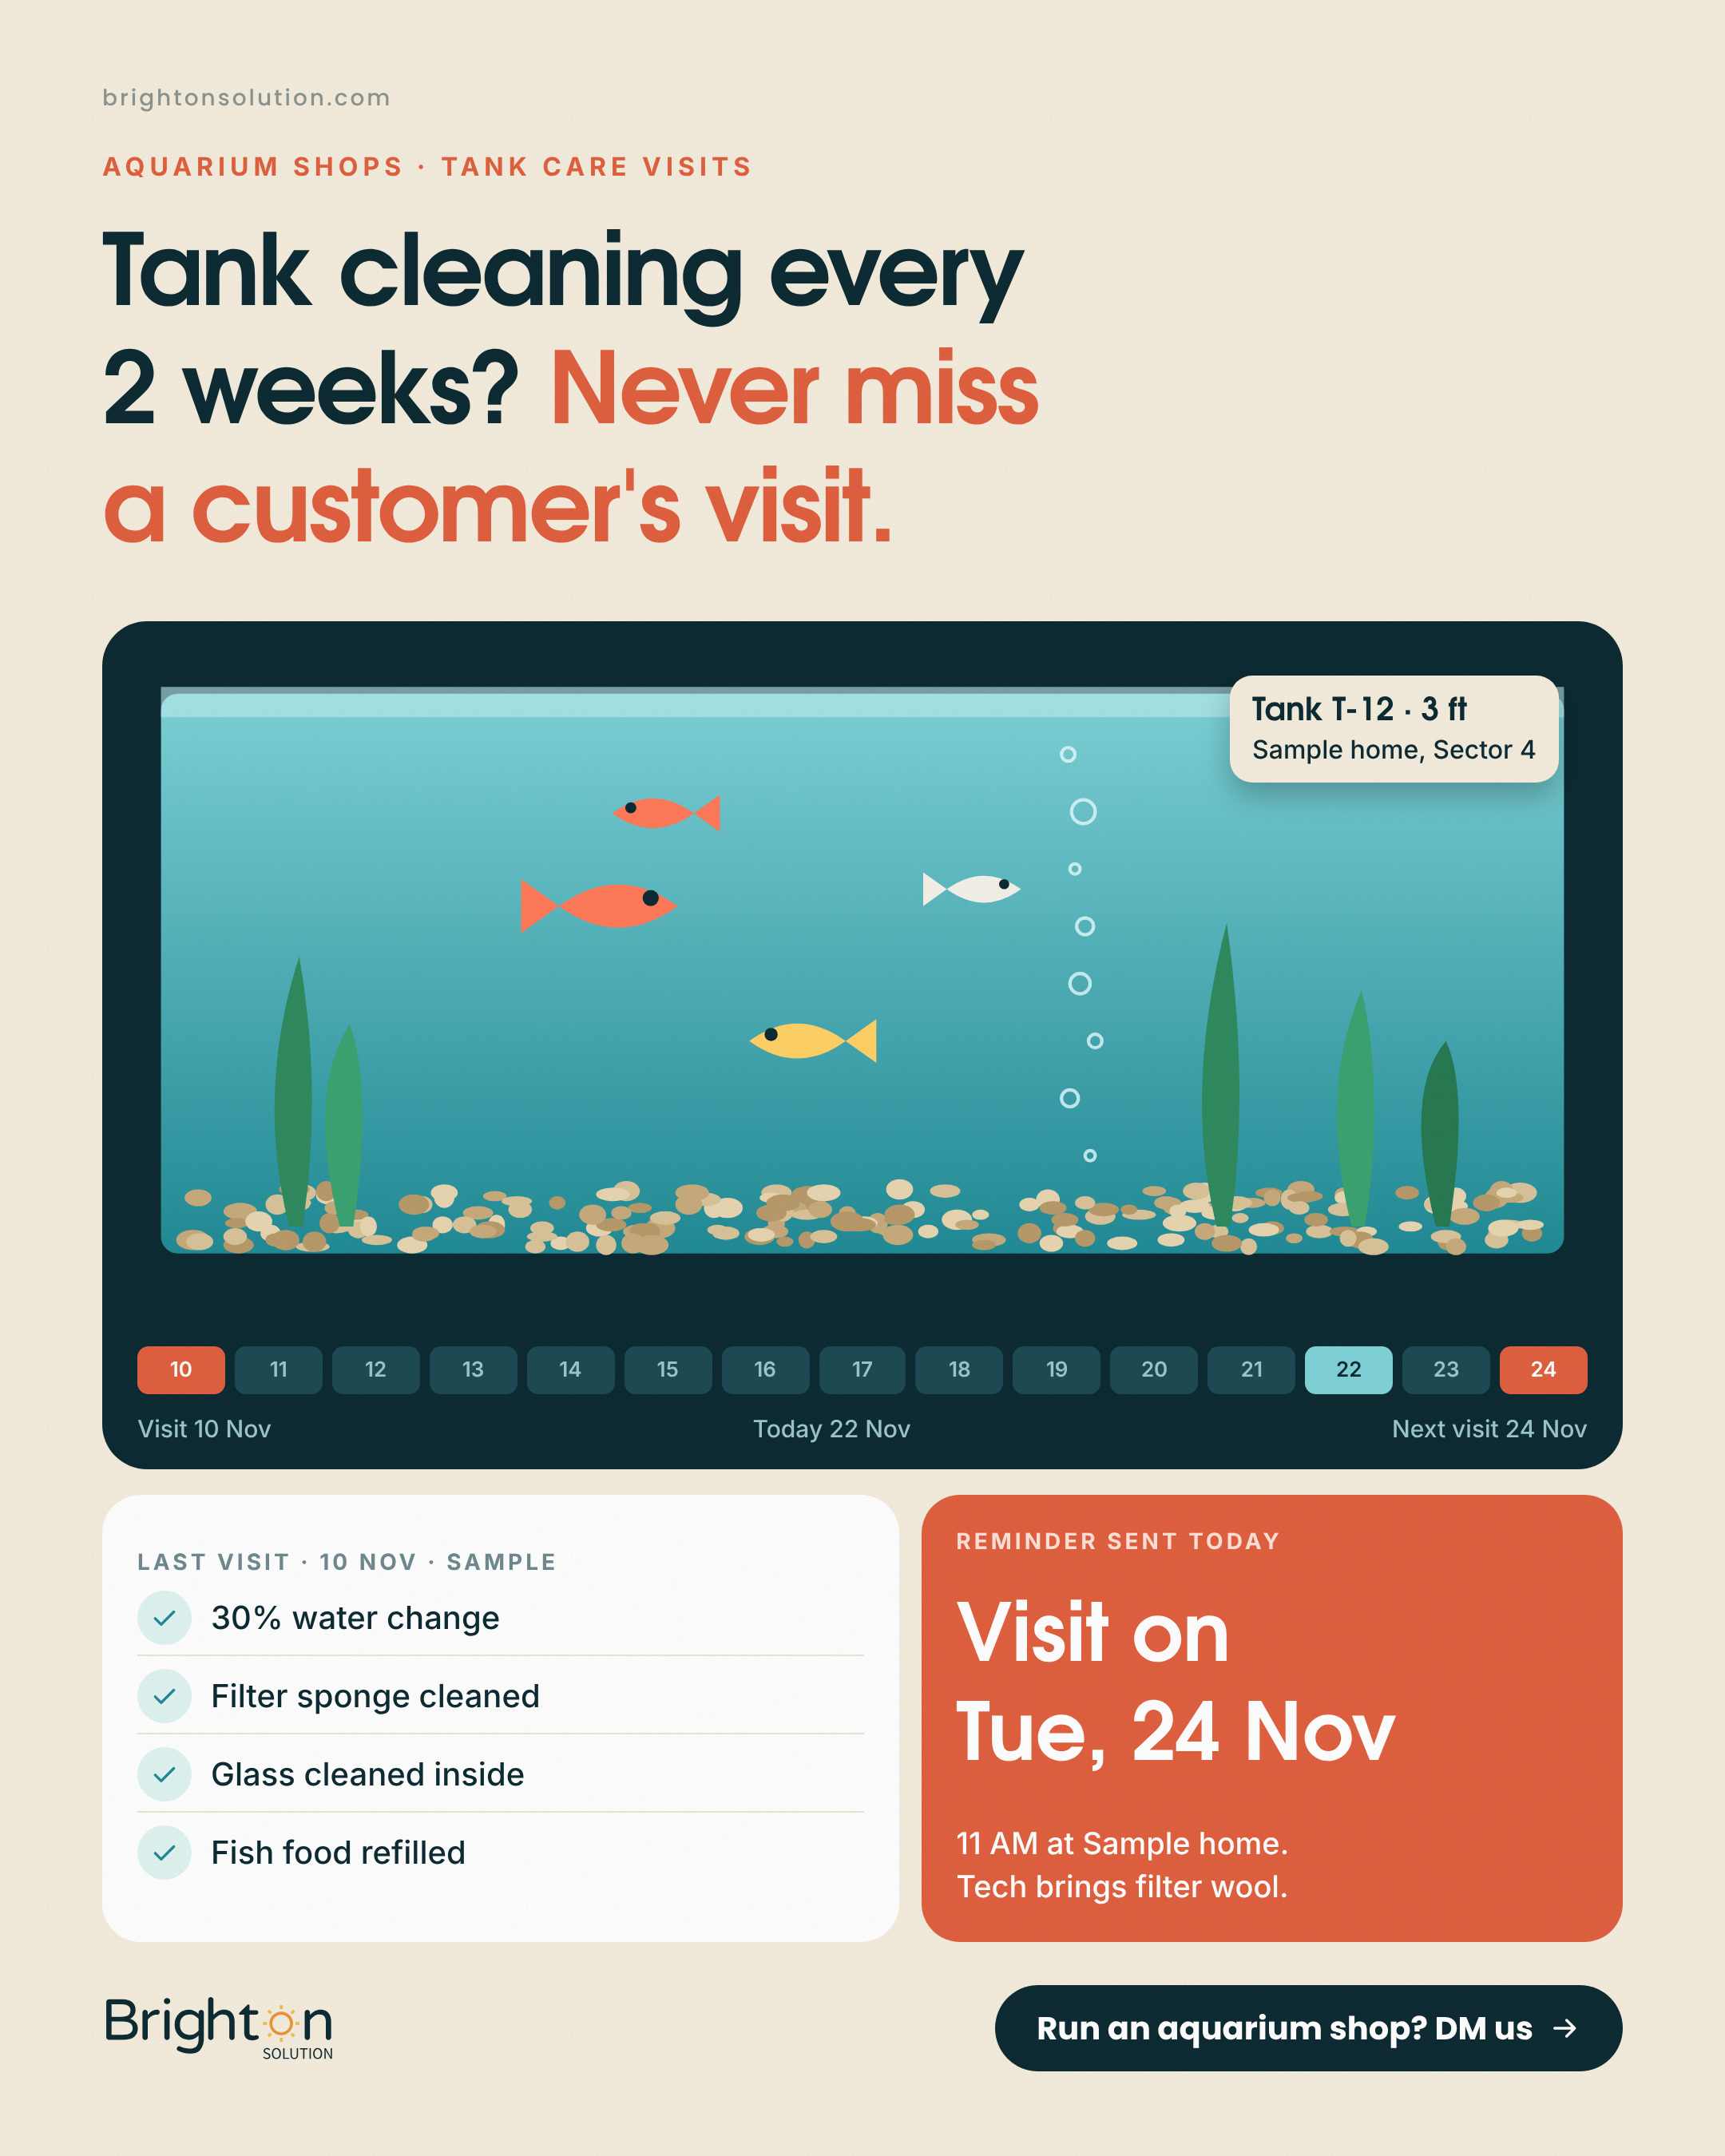 brightonsolution.com
AQUARIUM SHOPS · TANK CARE VISITS
Tank cleaning every
2 weeks? Never miss
a customer's visit.
Tank T-12 · 3 ft
Sample home, Sector 4
10 11 12 13 14 15 16 17 18 19 20 21 22 23 24
Visit 10 Nov Today 22 Nov Next visit 24 Nov
LAST VISIT · 10 NOV · SAMPLE
30% water change
Filter sponge cleaned
Glass cleaned inside
Fish food refilled
REMINDER SENT TODAY
Visit on
Tue, 24 Nov
11 AM at Sample home.
Tech brings filter wool.
Brighton
SOLUTION
Run an aquarium shop? DM us →